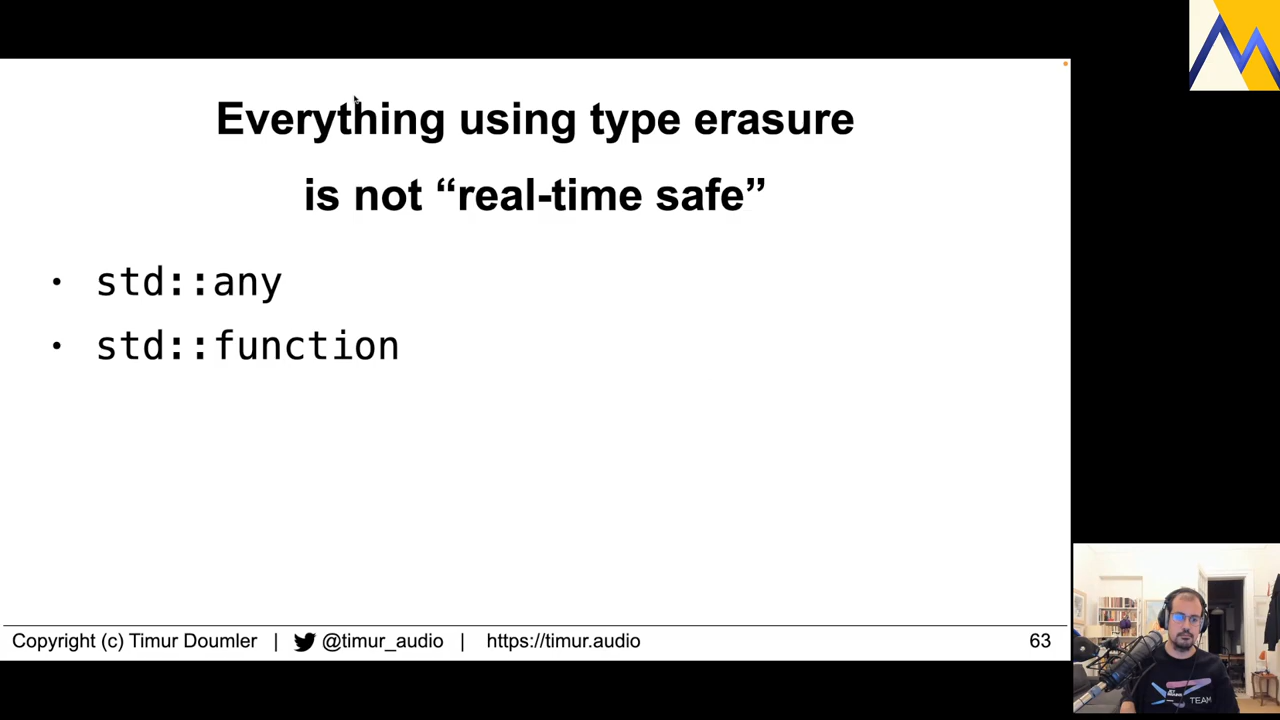 Everything using type erasure
is not “real-time safe”
• std::any
• std::function
Copyright (c) Timur Doumler | @timur_audio | https://timur.audio
63
TEAM